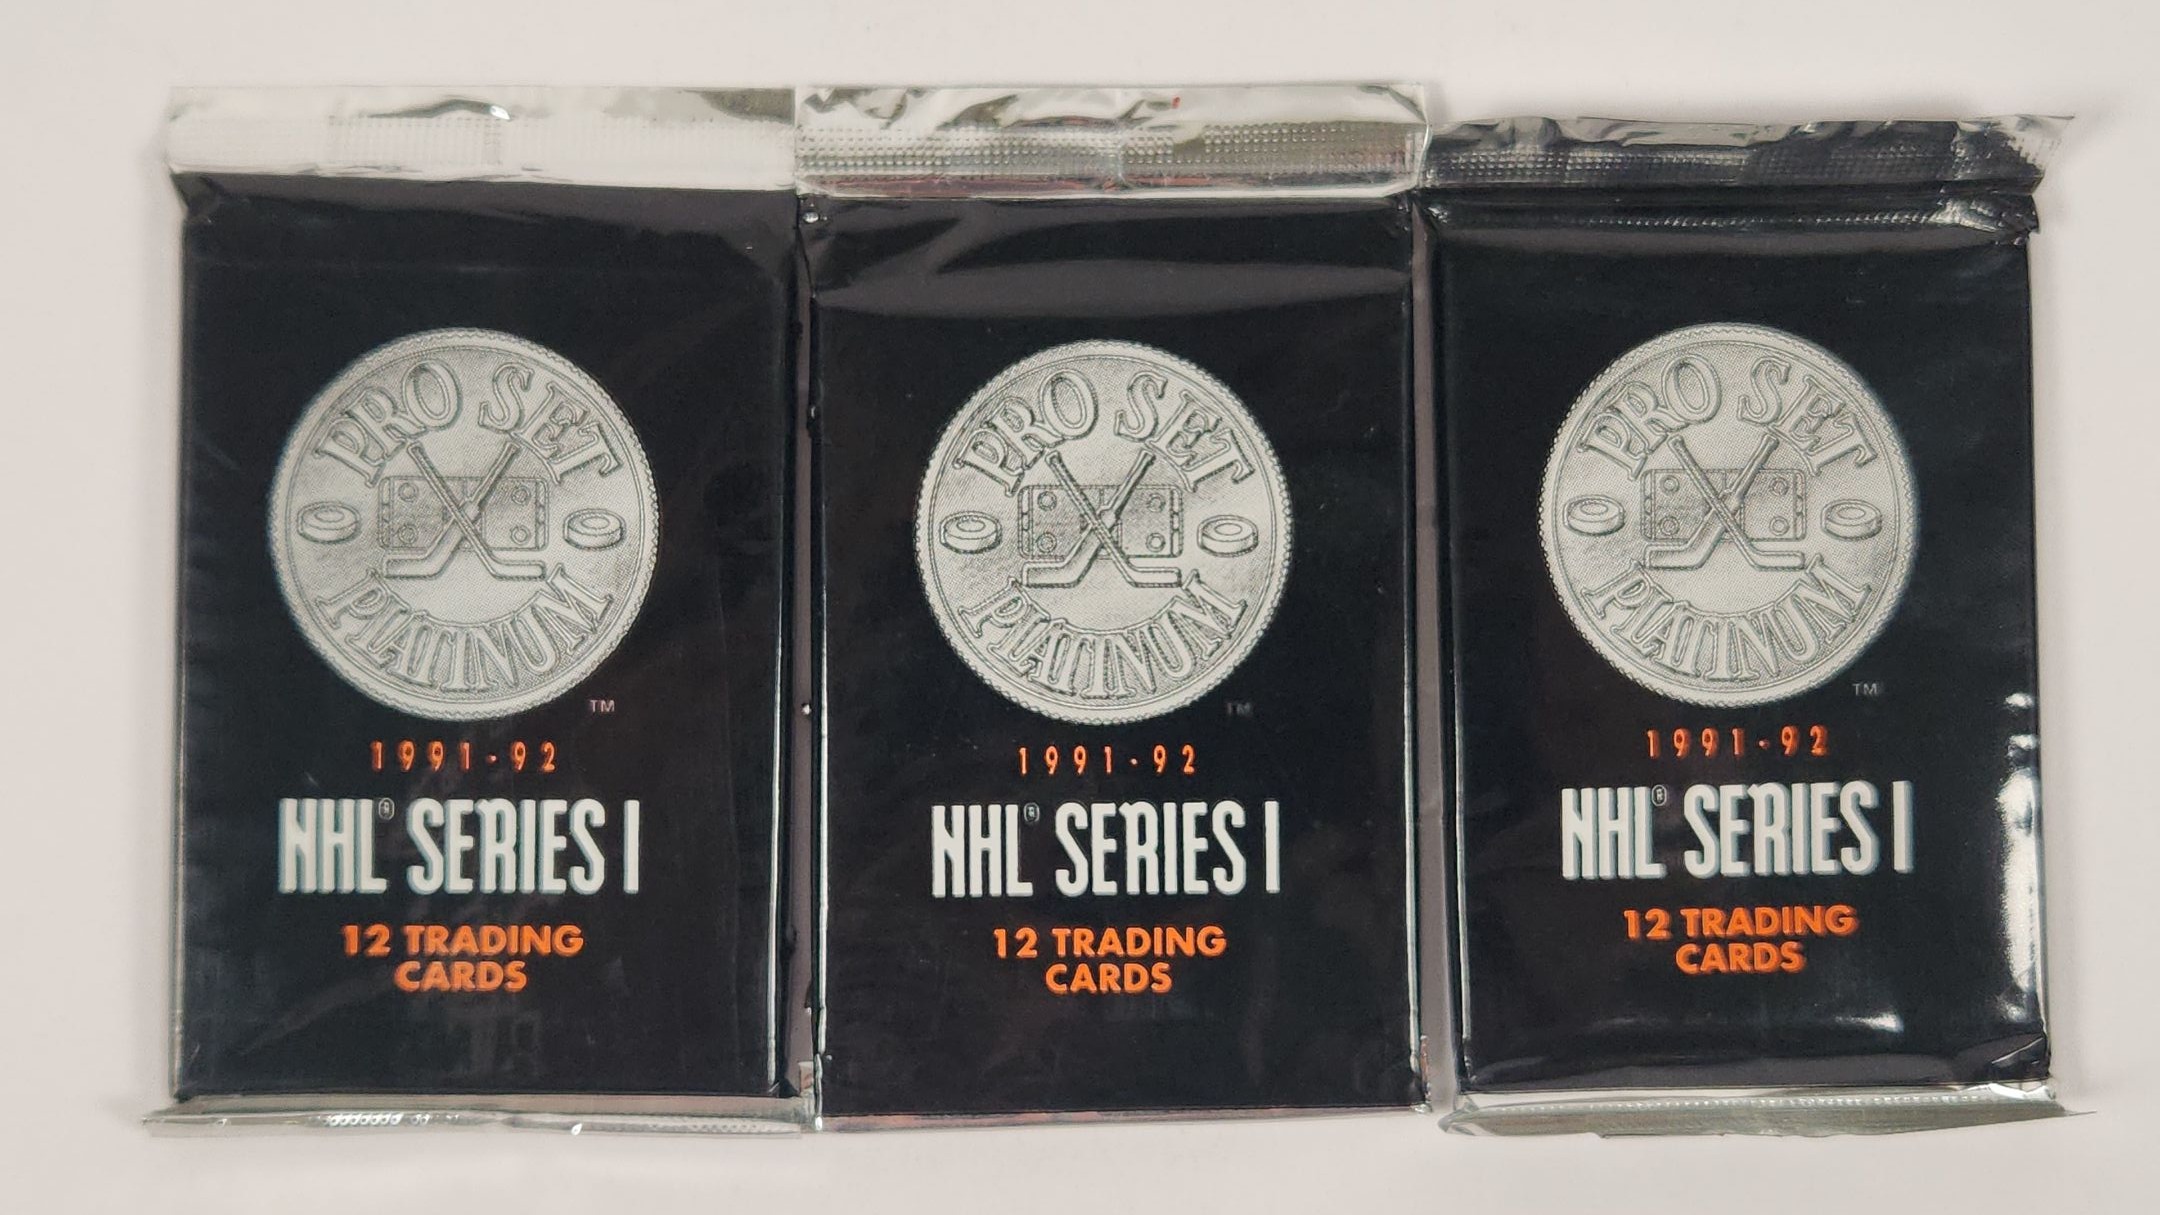 PRO SET
PLATINUM
TM
1991-92
NHL® SERIES I
12 TRADING
CARDS
PRO SET
PLATINUM
TM
1991-92
NHL® SERIES I
12 TRADING
CARDS
PRO SET
PLATINUM
TM
1991-92
NHL® SERIES I
12 TRADING
CARDS